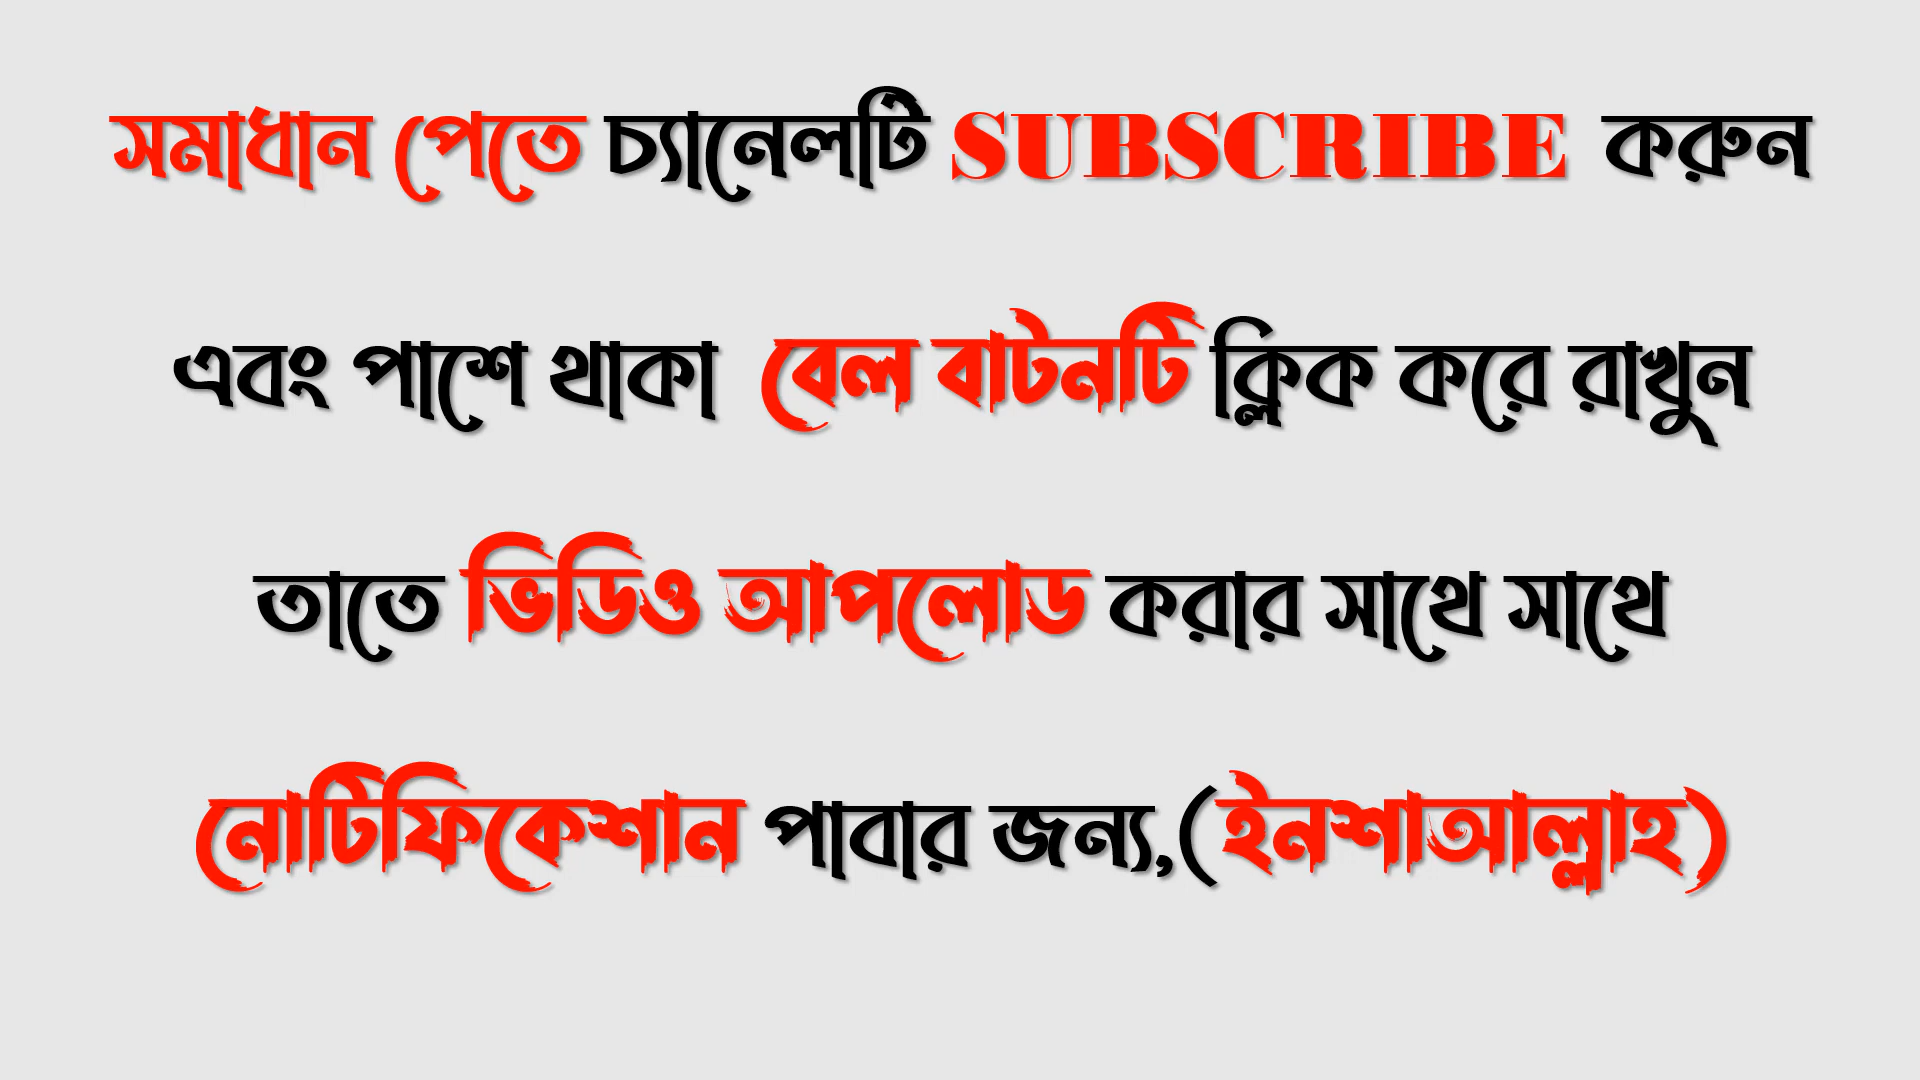 সমাধান পেতে চ্যানেলটি SUBSCRIBE করুন
এবং পাশে থাকা বেল বাটনটি ক্লিক করে রাখুন
তাতে ভিডিও আপলোড করার সাথে সাথে
নোটিফিকেশান পাবার জন্য,(ইনশাআল্লাহ)